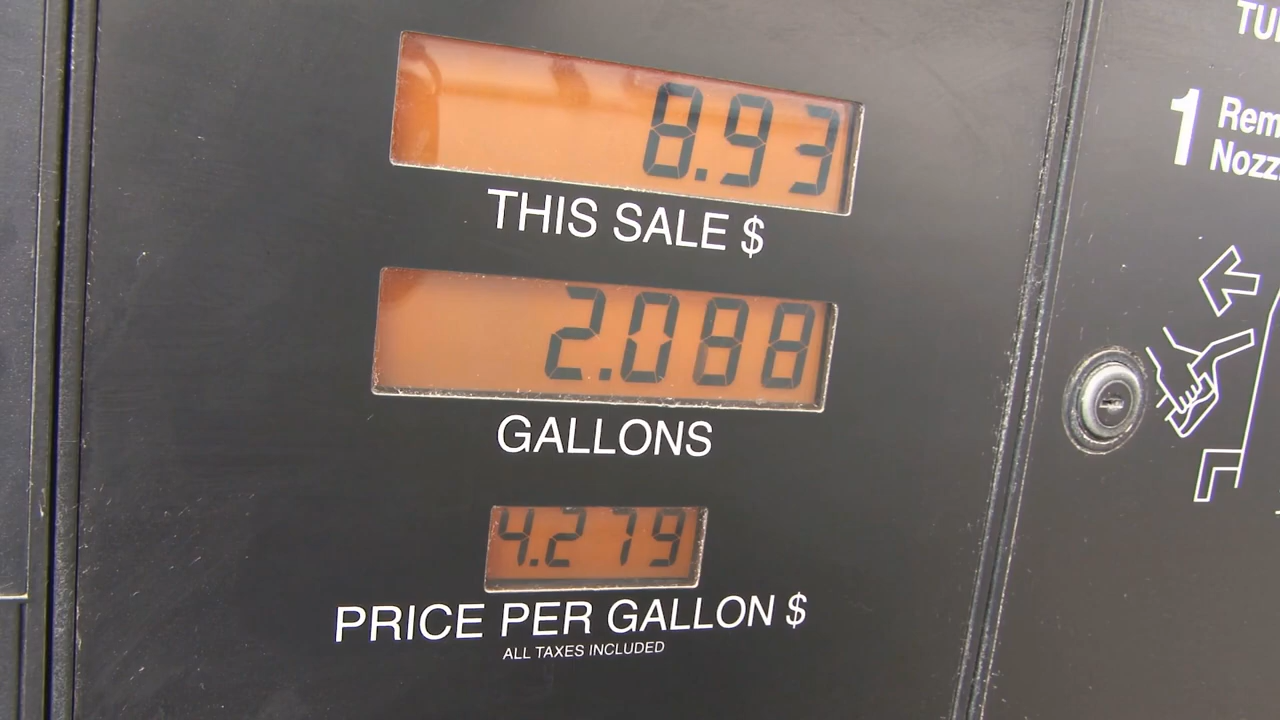 8.93
THIS SALE $
2.088
GALLONS
4.279
PRICE PER GALLON $
ALL TAXES INCLUDED
1